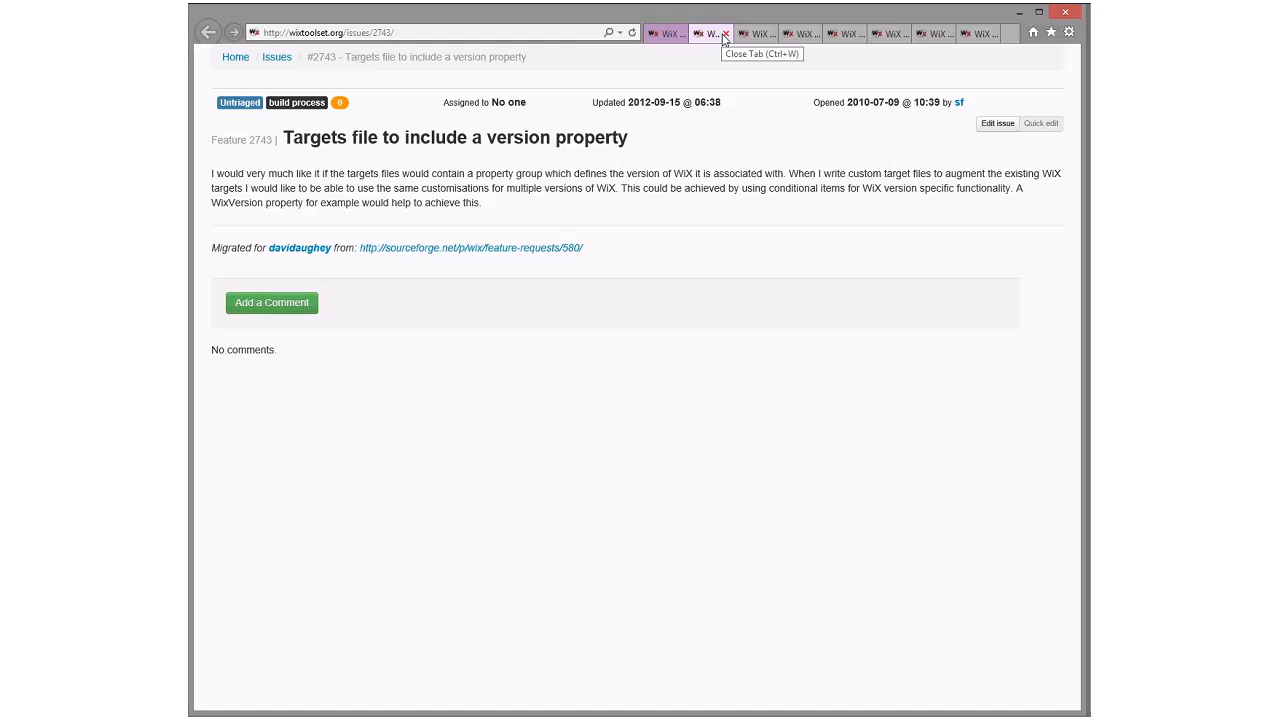 http://wixtoolset.org/issues/2743/
WiX ...
W...
WiX ...
WiX ...
WiX ...
WiX ...
WiX ...
WiX ...
Close Tab (Ctrl+W)
Home / Issues / #2743 - Targets file to include a version property
Untriaged build process 0 Assigned to No one Updated 2012-09-15 @ 06:38 Opened 2010-07-09 @ 10:39 by sf
Edit issue Quick edit
Feature 2743 | Targets file to include a version property
I would very much like it if the targets files would contain a property group which defines the version of WiX it is associated with. When I write custom target files to augment the existing WiX
targets I would like to be able to use the same customisations for multiple versions of WiX. This could be achieved by using conditional items for WiX version specific functionality. A
WixVersion property for example would help to achieve this.
Migrated for davidaughey from: http://sourceforge.net/p/wix/feature-requests/580/
Add a Comment
No comments.